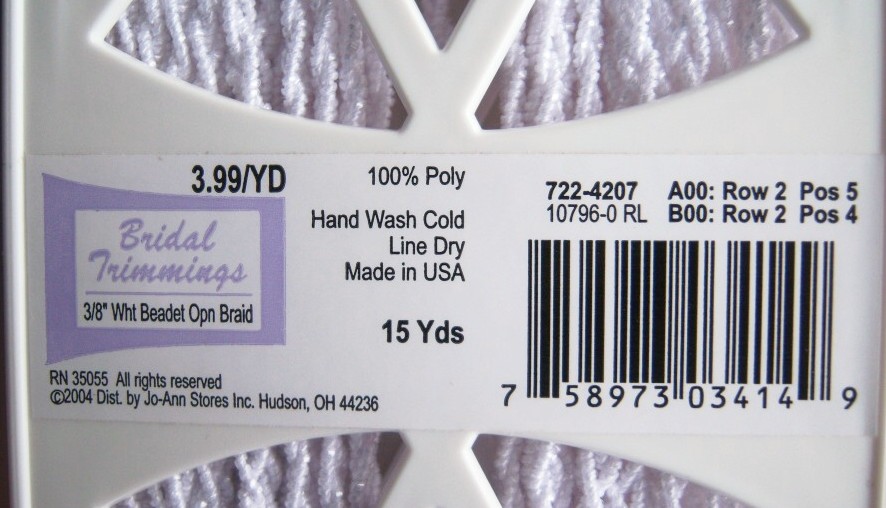 3.99/YD
Bridal
Trimmings
3/8" Wht Beadet Opn Braid
100% Poly
Hand Wash Cold
Line Dry
Made in USA
15 Yds
RN 35055 All rights reserved
©2004 Dist. by Jo-Ann Stores Inc. Hudson, OH 44236
722-4207 A00: Row 2 Pos 5
10796-0 RL B00: Row 2 Pos 4
7 58973 03414 9